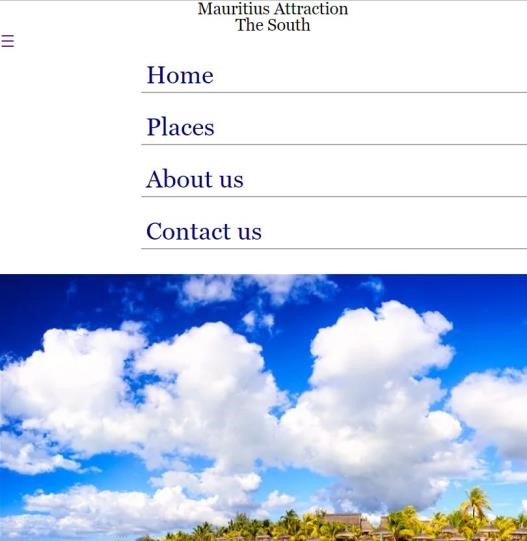 Mauritius Attraction
The South
☰
Home
Places
About us
Contact us